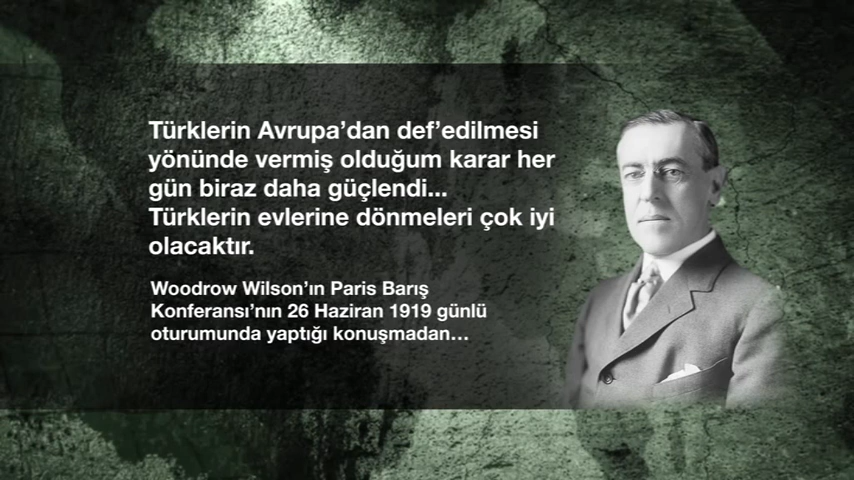 Türklerin Avrupa’dan def’edilmesi
yönünde vermiş olduğum karar her
gün biraz daha güçlendi...
Türklerin evlerine dönmeleri çok iyi
olacaktır.
Woodrow Wilson’ın Paris Barış
Konferansı’nın 26 Haziran 1919 günlü
oturumunda yaptığı konuşmadan...